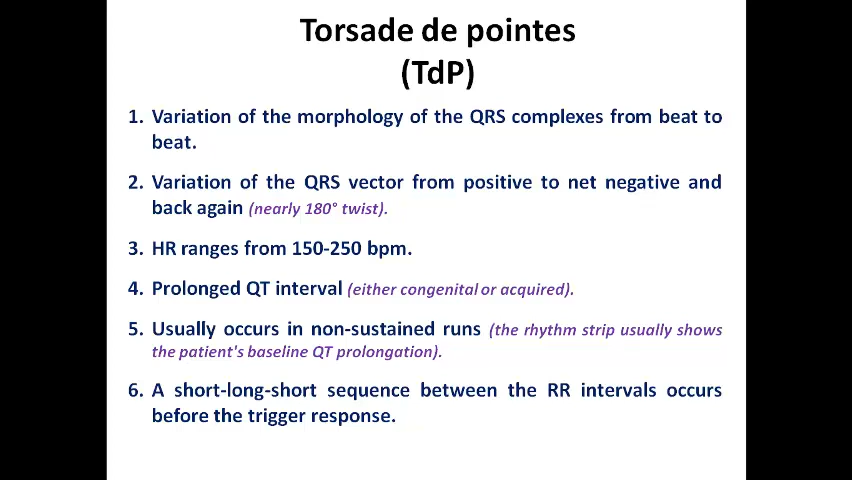 Torsade de pointes
(TdP)
1. Variation of the morphology of the QRS complexes from beat to
beat.
2. Variation of the QRS vector from positive to net negative and
back again (nearly 180° twist).
3. HR ranges from 150-250 bpm.
4. Prolonged QT interval (either congenital or acquired).
5. Usually occurs in non-sustained runs (the rhythm strip usually shows
the patient's baseline QT prolongation).
6. A short-long-short sequence between the RR intervals occurs
before the trigger response.